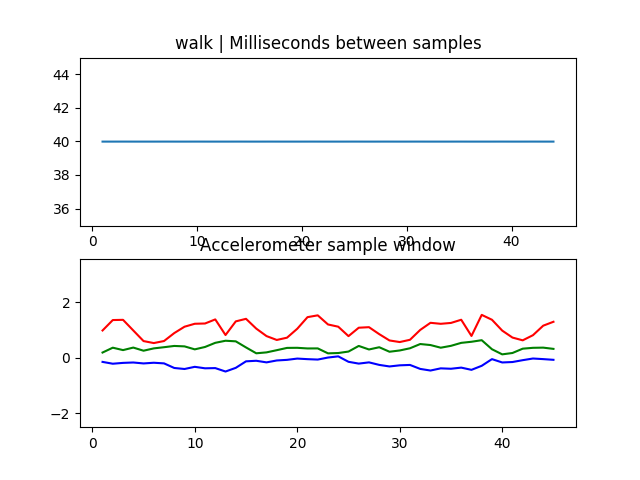 walk | Milliseconds between samples
44
42
40
38
36
0 10 20 30 40
Accelerometer sample window
2
0
−2
0 10 20 30 40